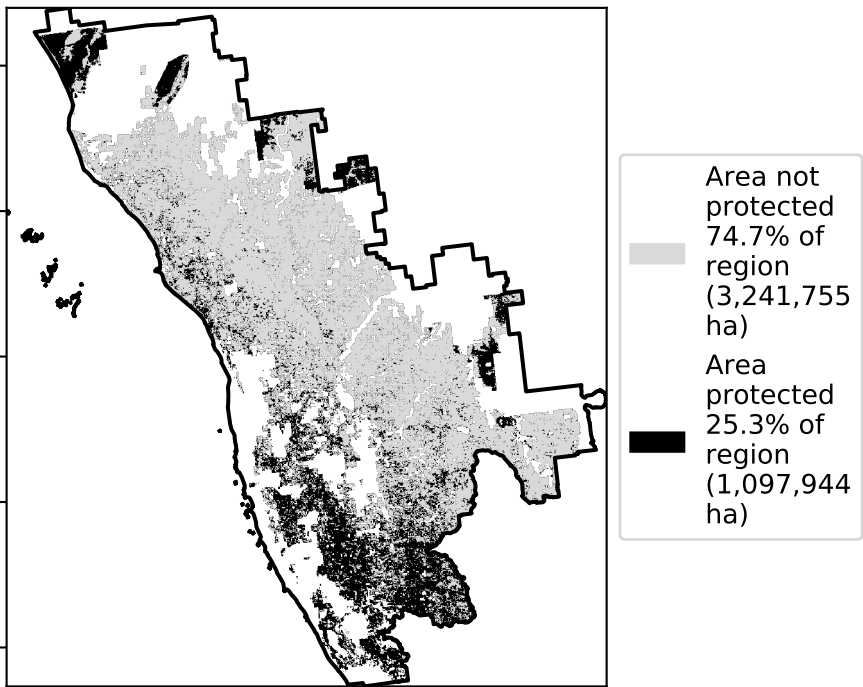 Area not
protected
74.7% of
region
(3,241,755
ha)
Area
protected
25.3% of
region
(1,097,944
ha)